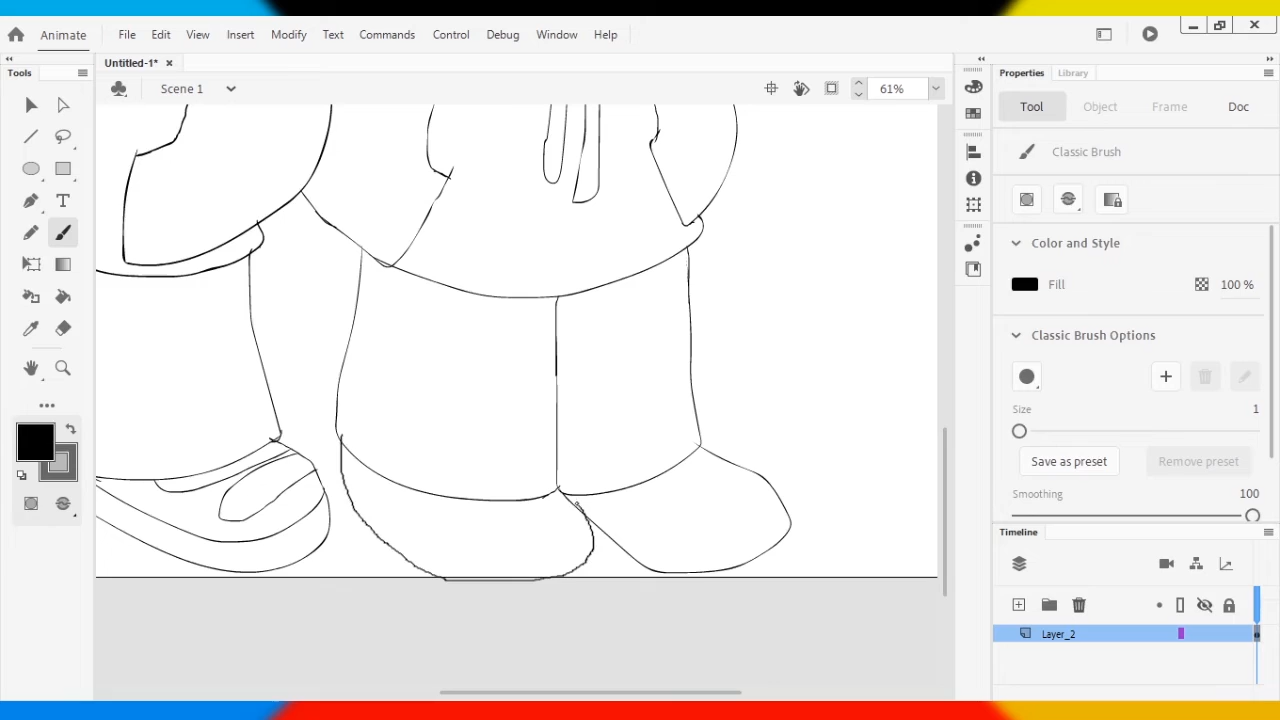 Animate File Edit View Insert Modify Text Commands Control Debug Window Help
Tools
Untitled-1*
Scene 1
61%
Properties Library
Tool Object Frame Doc
Classic Brush
Color and Style
Fill 100 %
Classic Brush Options
Size 1
Save as preset Remove preset
Smoothing 100
Timeline
Layer_2